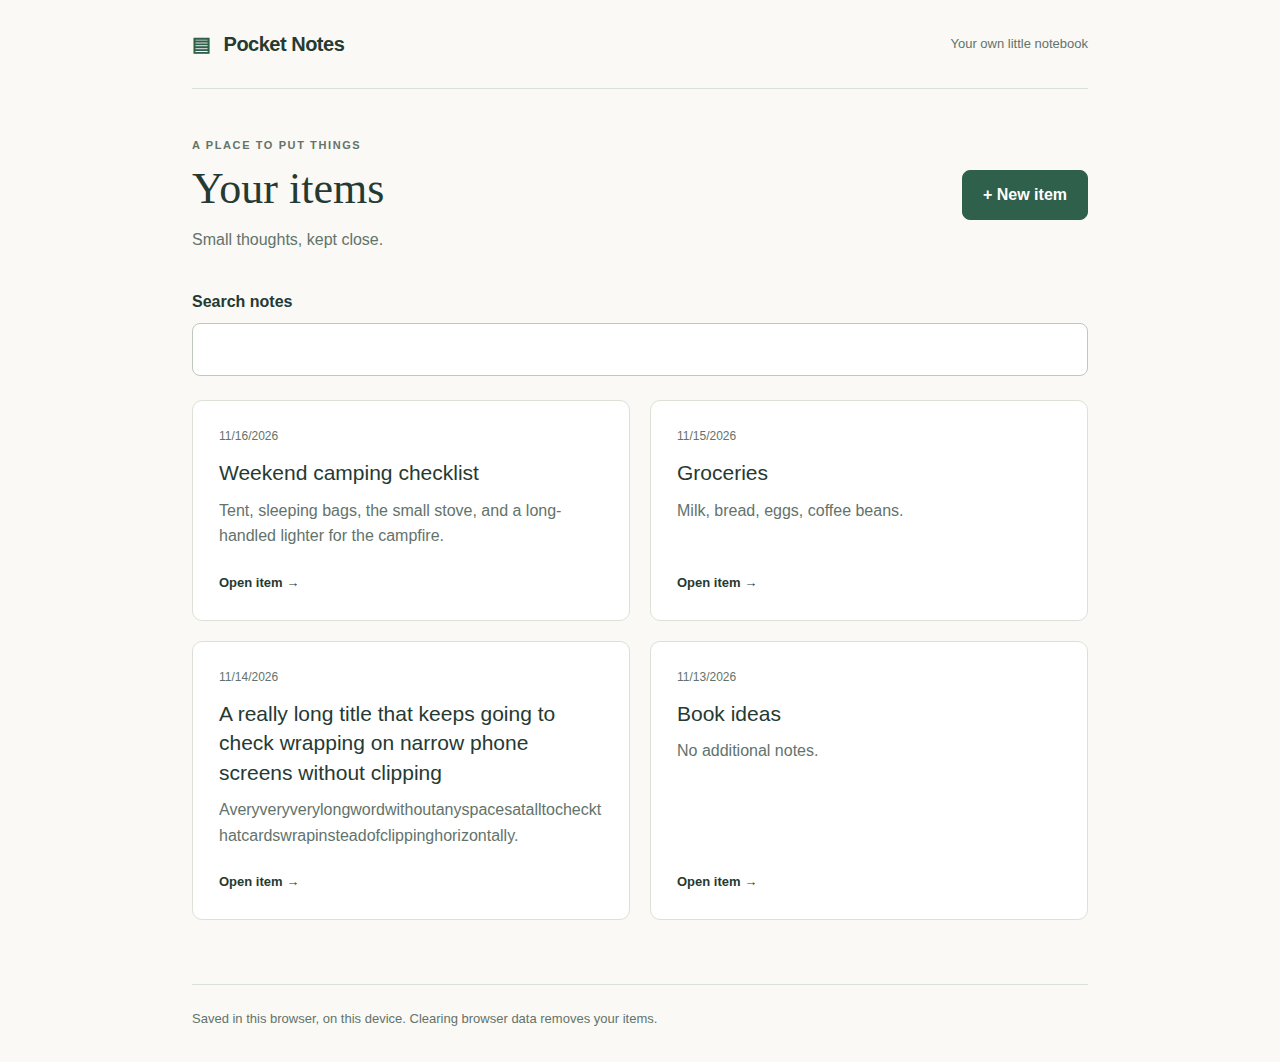 Pocket Notes
Your own little notebook
A PLACE TO PUT THINGS
Your items
+ New item
Small thoughts, kept close.
Search notes
11/16/2026
Weekend camping checklist
Tent, sleeping bags, the small stove, and a long-
handled lighter for the campfire.
Open item →
11/15/2026
Groceries
Milk, bread, eggs, coffee beans.
Open item →
11/14/2026
A really long title that keeps going to
check wrapping on narrow phone
screens without clipping
Averyveryverylongwordwithoutanyspacesatalltocheckt
hatcardswrapinsteadofclippinghorizontally.
Open item →
11/13/2026
Book ideas
No additional notes.
Open item →
Saved in this browser, on this device. Clearing browser data removes your items.